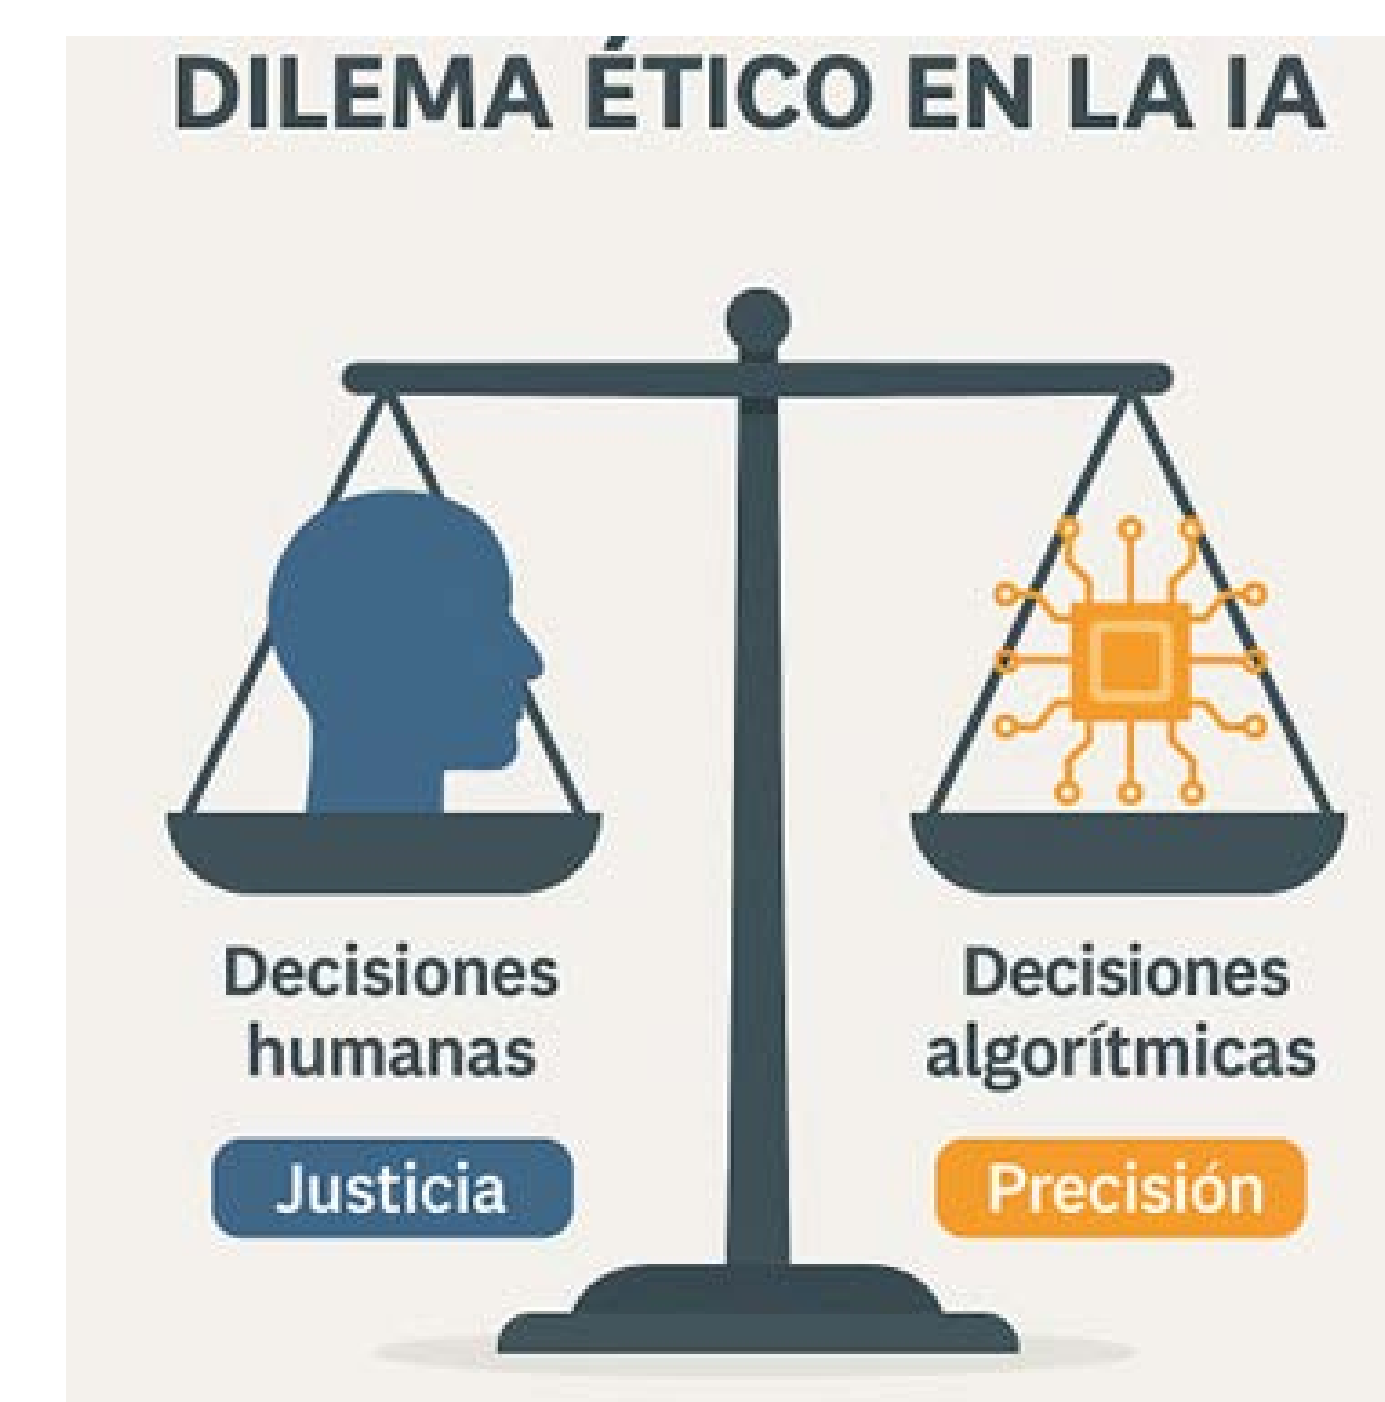 DILEMA ÉTICO EN LA IA
Decisiones
humanas
Justicia
Decisiones
algorítmicas
Precisión